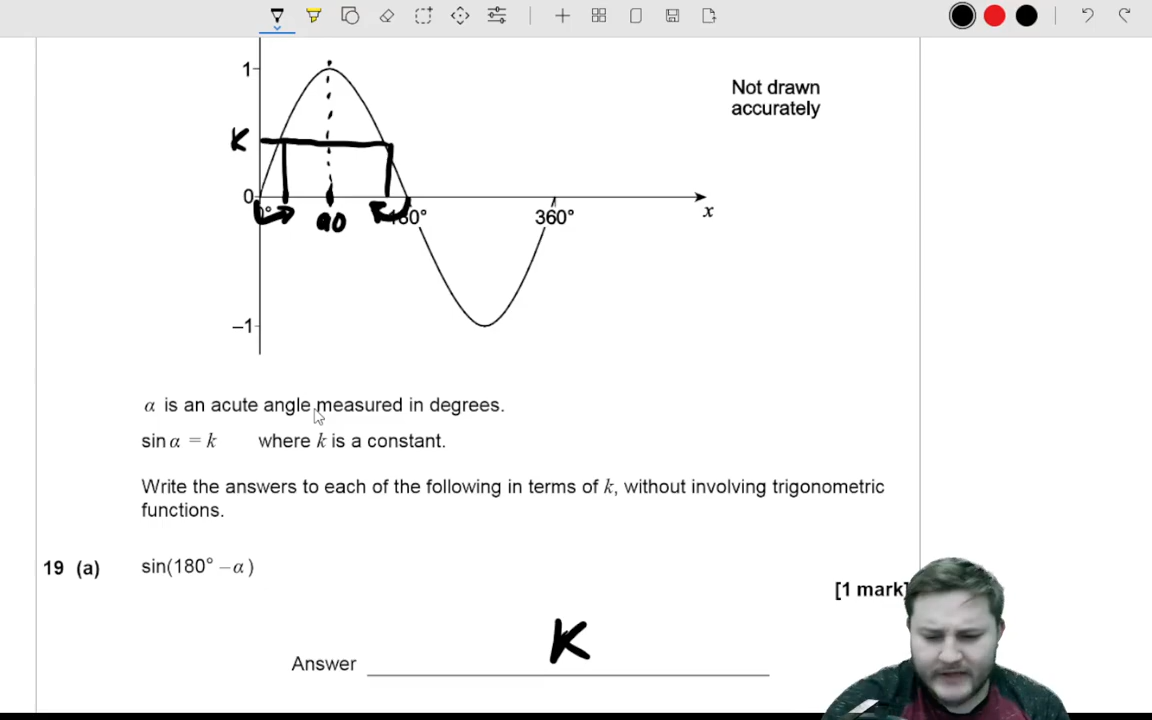 1
Not drawn
accurately
K
0
90
180°
360°
x
–1
α is an acute angle measured in degrees.
sin α = k where k is a constant.
Write the answers to each of the following in terms of k, without involving trigonometric
functions.
19 (a) sin(180° – α)
[1 mark]
K
Answer